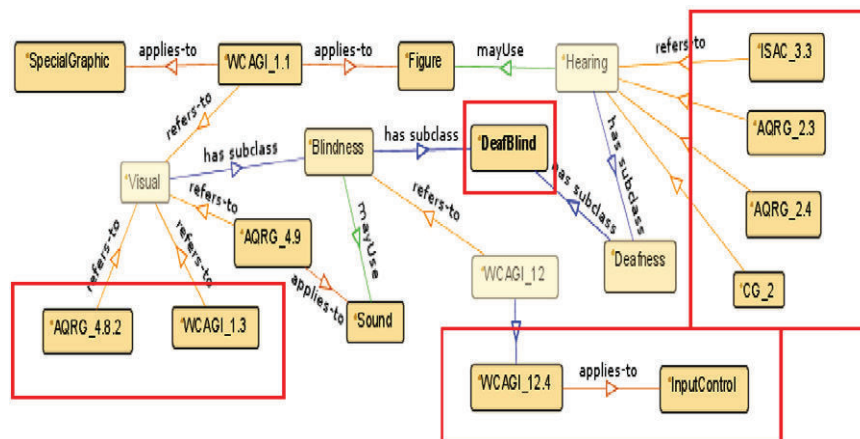 *SpecialGraphic
applies-to
*WCAGI_1.1
applies-to
*Figure
mayUse
*Hearing
refers-to
*ISAC_3.3
refers-to
has subclass
*Blindness
has subclass
*DeafBlind
has subclass
*AQRG_2.3
*Visual
refers-to
mayUse
refers-to
has subclass
*AQRG_2.4
*AQRG_4.9
refers-to
refers-to
applies-to
*WCAGI_12
*Deafness
*CG_2
*AQRG_4.8.2
*WCAGI_1.3
*Sound
*WCAGI_12.4
applies-to
*InputControl